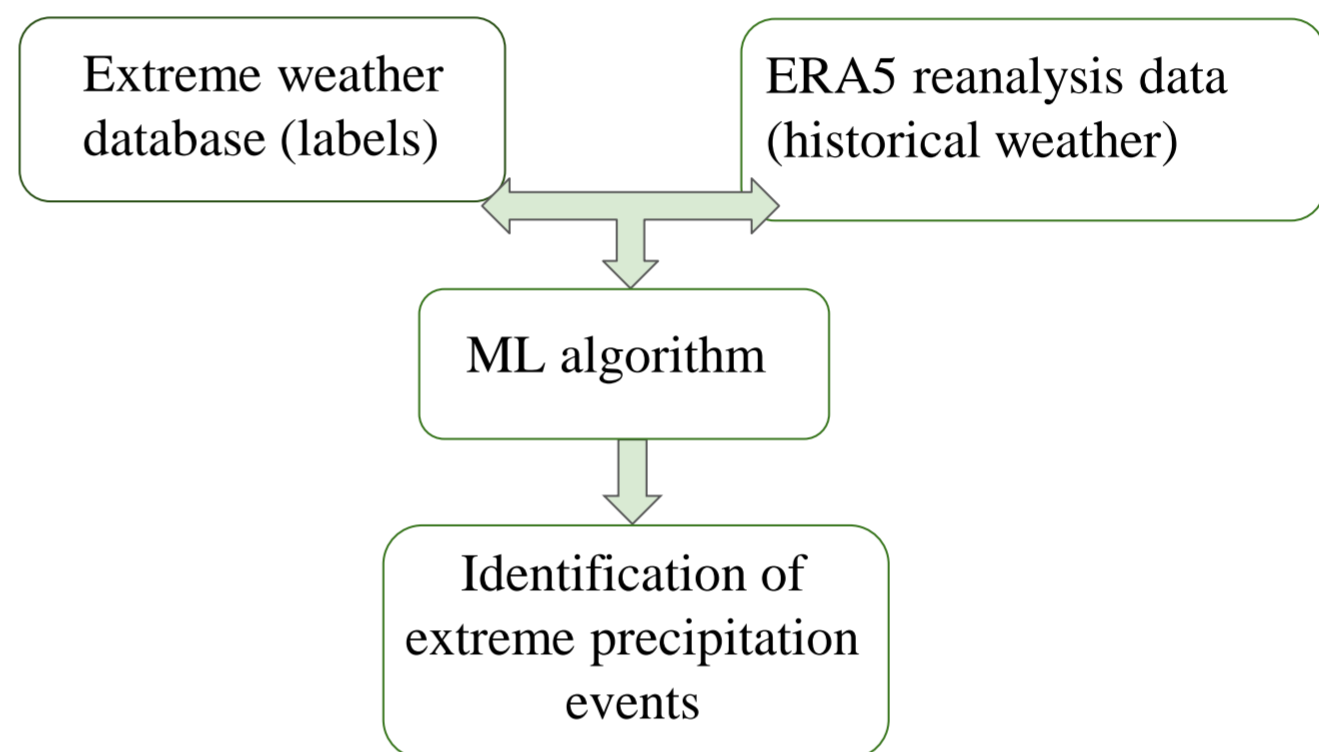 Extreme weather
database (labels)
ERA5 reanalysis data
(historical weather)
ML algorithm
Identification of
extreme precipitation
events